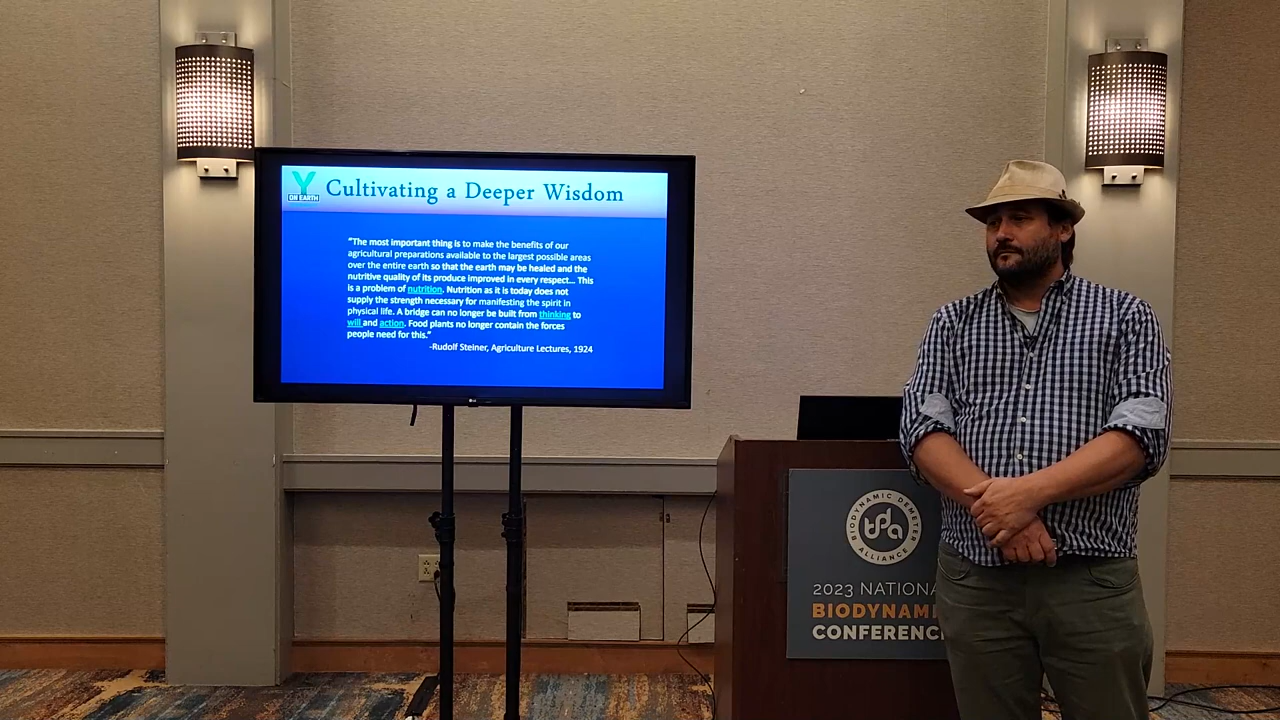 Y
ON EARTH
Cultivating a Deeper Wisdom
"The most important thing is to make the benefits of our
agricultural preparations available to the largest possible areas
over the entire earth so that the earth may be healed and the
nutritive quality of its produce improved in every respect... This
is a problem of nutrition. Nutrition as it is today does not
supply the strength necessary for manifesting the spirit in
physical life. A bridge can no longer be built from thinking to
will and action. Food plants no longer contain the forces
people need for this."
-Rudolf Steiner, Agriculture Lectures, 1924
LG
BIODYNAMIC DEMETER ALLIANCE
bda
2023 NATIONA
BIODYNAMI
CONFERENC